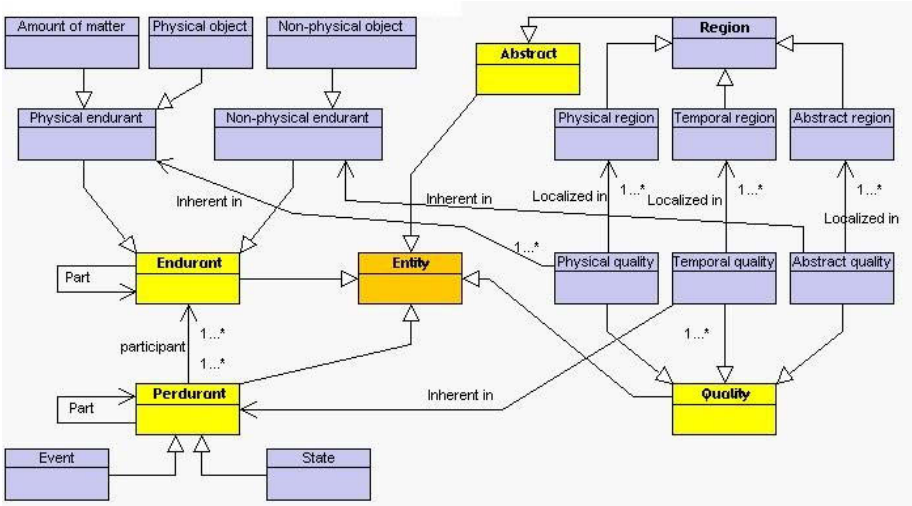 Amount of matter
Physical object
Non-physical object
Abstract
Region
Physical endurant
Non-physical endurant
Physical region
Temporal region
Abstract region
Inherent in
Inherent in
Localized in
1...*
Localized in
1...*
Localized in
1...*
1...*
Part
Endurant
Entity
Physical quality
Temporal quality
Abstract quality
participant
1...*
1...*
1...*
Part
Perdurant
Inherent in
Quality
Event
State